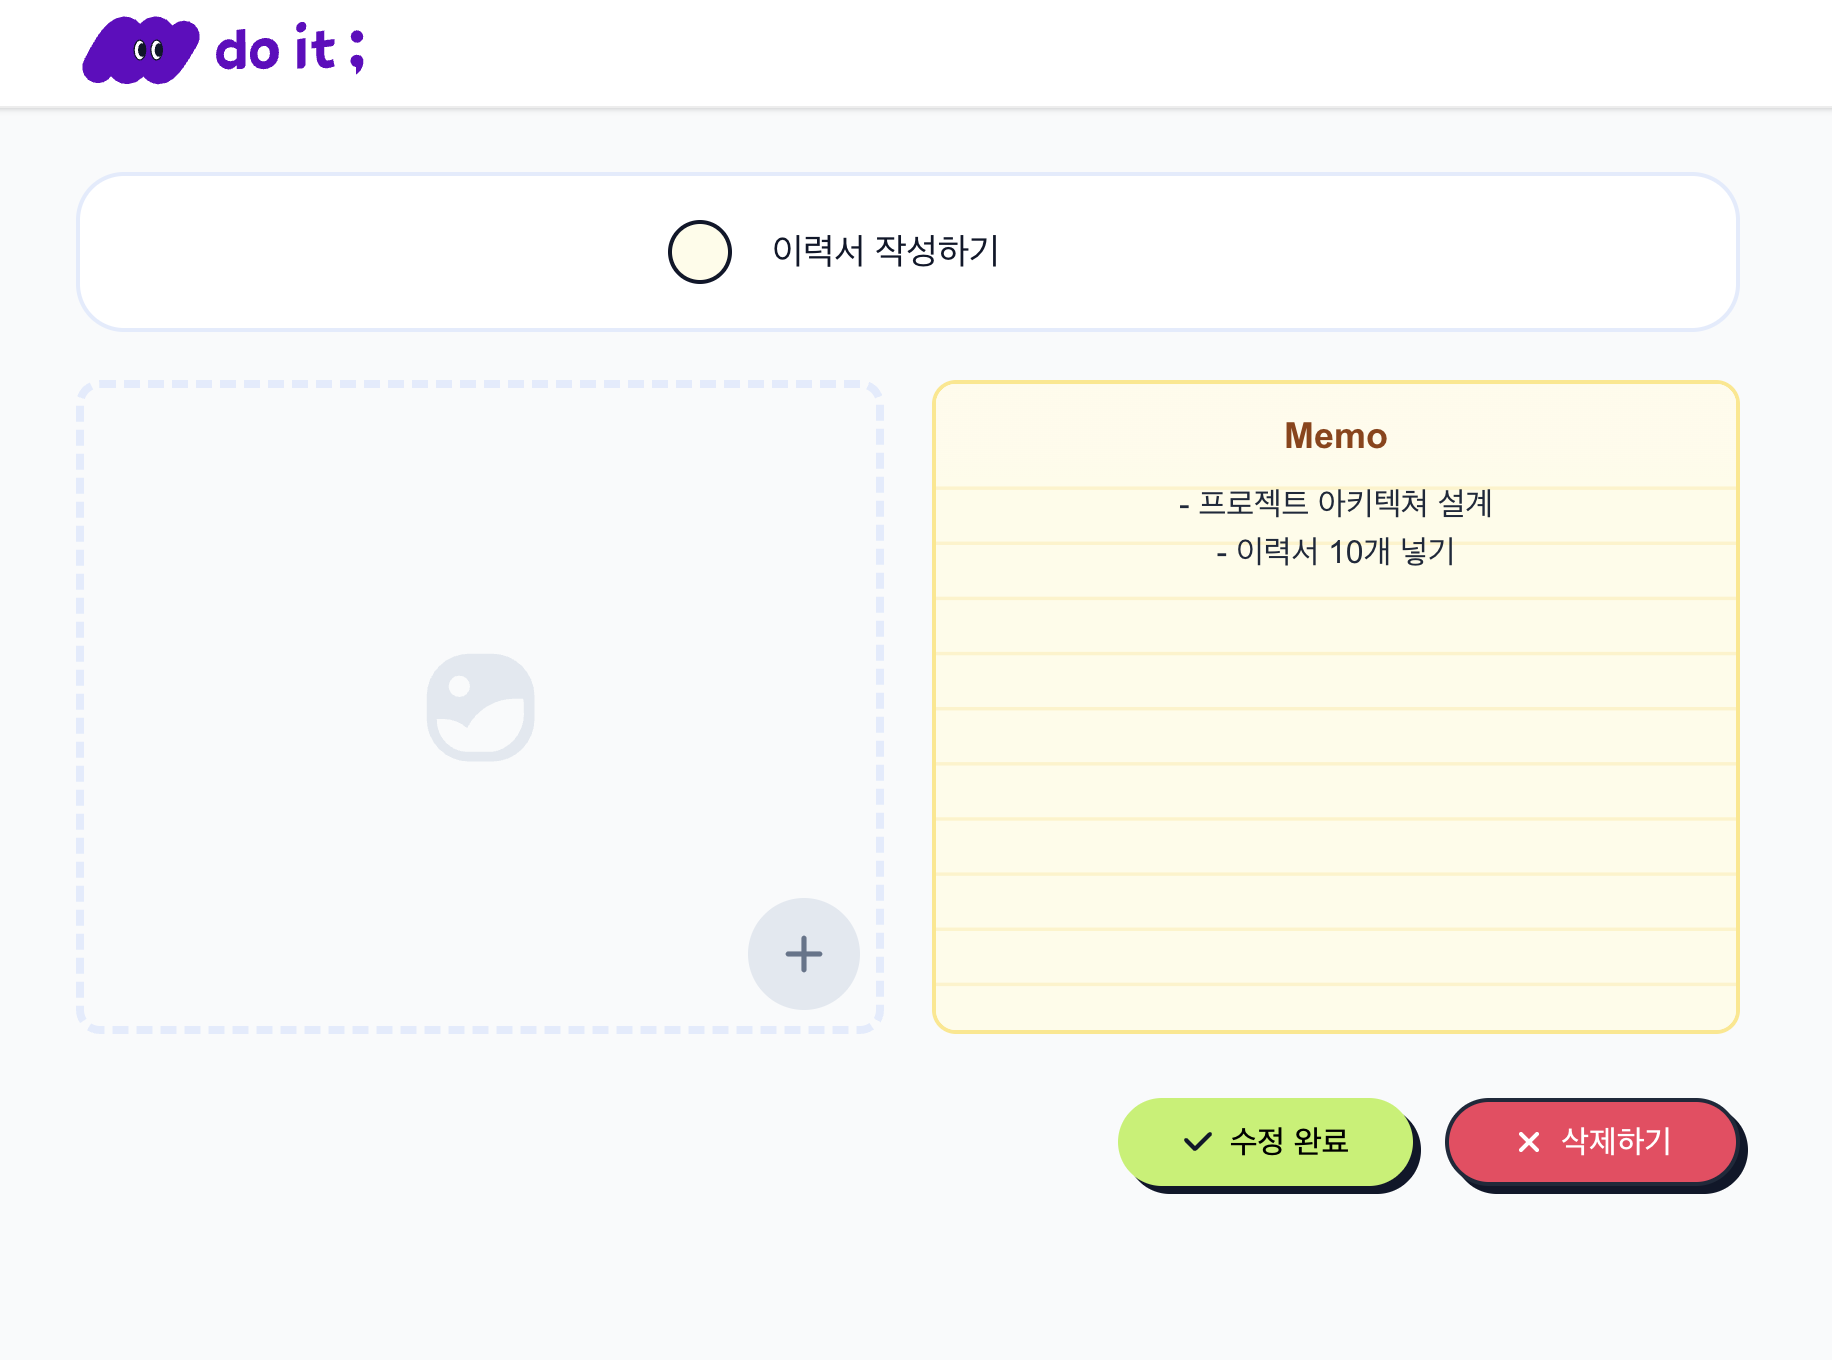 do it ;
이력서 작성하기
Memo
- 프로젝트 아키텍쳐 설계
- 이력서 10개 넣기
수정 완료
삭제하기